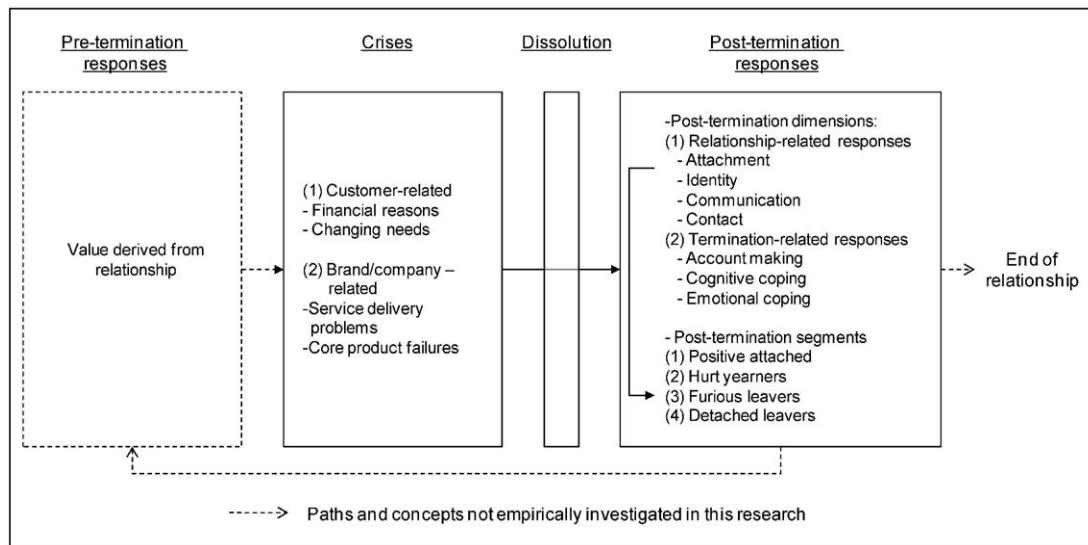 Pre-termination
responses
Crises
Dissolution
Post-termination
responses
Value derived from
relationship
(1) Customer-related
- Financial reasons
- Changing needs
(2) Brand/company –
related
-Service delivery
problems
- Core product failures
-Post-termination dimensions:
(1) Relationship-related responses
- Attachment
- Identity
- Communication
- Contact
(2) Termination-related responses
- Account making
- Cognitive coping
- Emotional coping
- Post-termination segments
(1) Positive attached
(2) Hurt yearners
(3) Furious leavers
(4) Detached leavers
End of
relationship
Paths and concepts not empirically investigated in this research